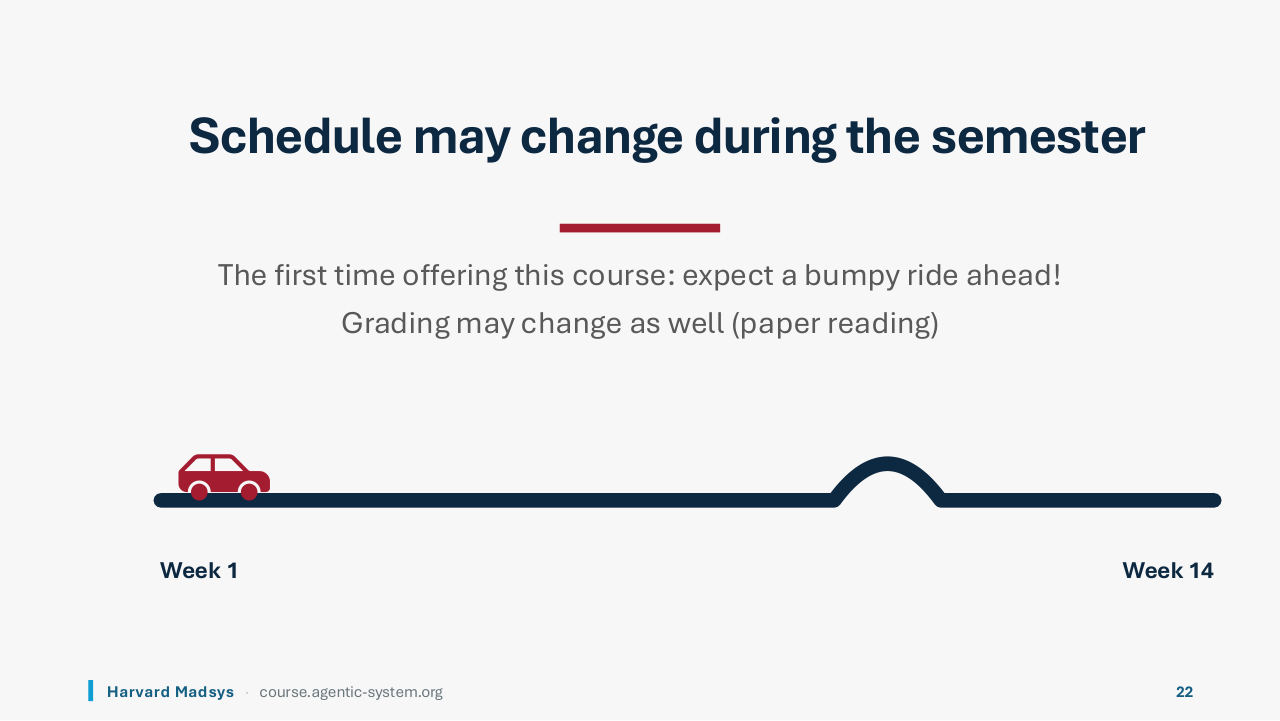 Schedule may change during the semester
The first time offering this course: expect a bumpy ride ahead!
Grading may change as well (paper reading)
Week 1
Week 14
Harvard Madsys · course.agentic-system.org
22